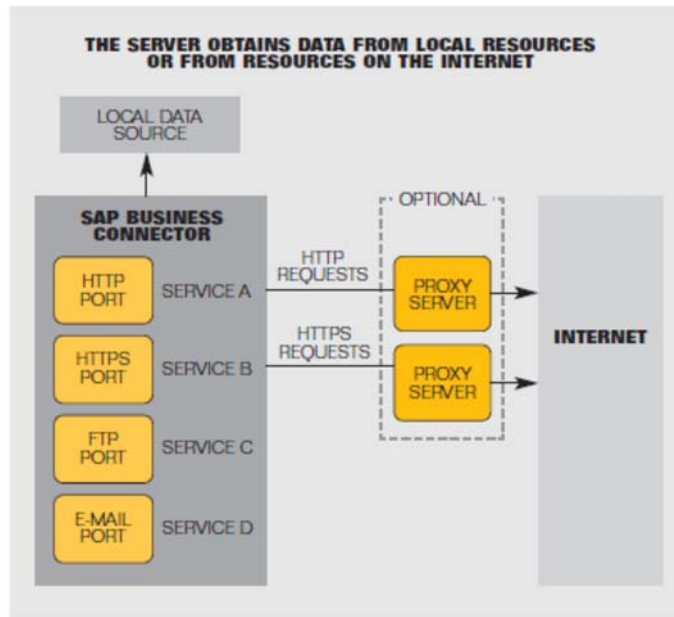 THE SERVER OBTAINS DATA FROM LOCAL RESOURCES
OR FROM RESOURCES ON THE INTERNET
LOCAL DATA
SOURCE
SAP BUSINESS
CONNECTOR
HTTP
PORT
SERVICE A
HTTPS
PORT
SERVICE B
FTP
PORT
SERVICE C
E-MAIL
PORT
SERVICE D
HTTP
REQUESTS
HTTPS
REQUESTS
OPTIONAL
PROXY
SERVER
PROXY
SERVER
INTERNET